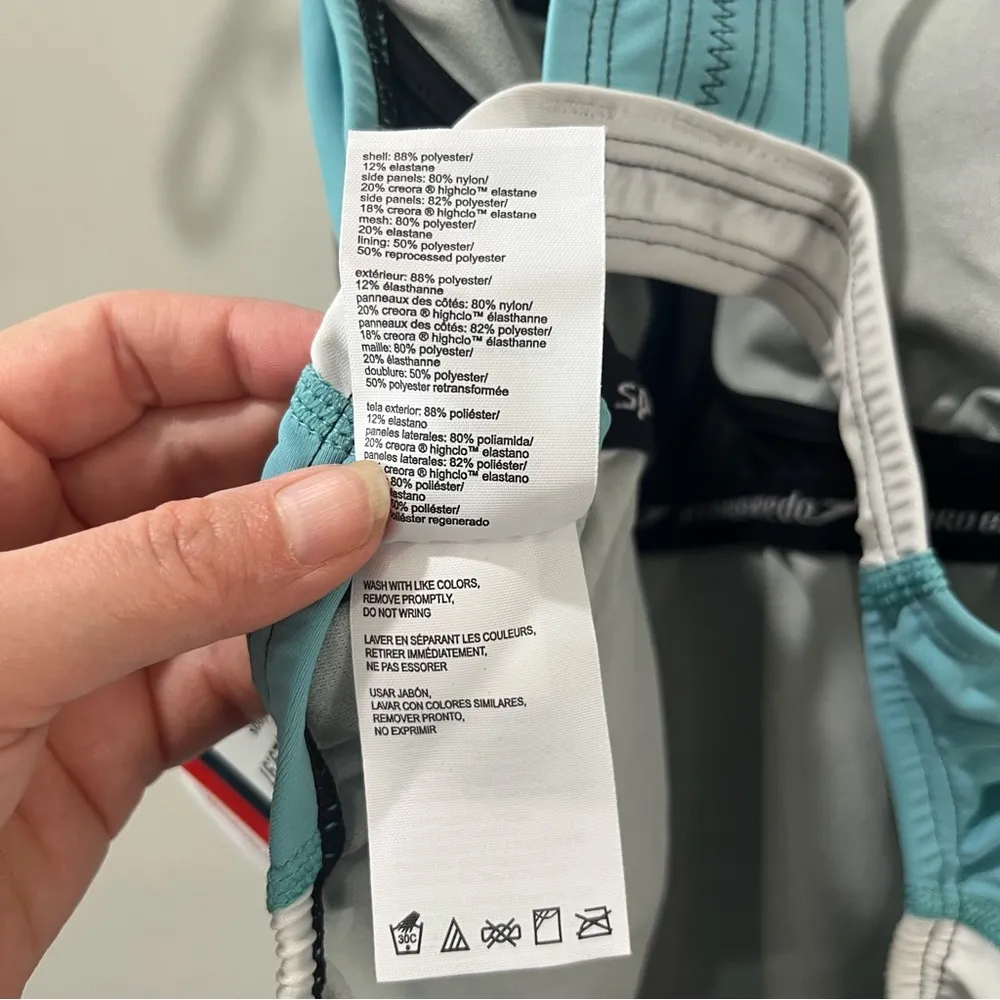 shell: 88% polyester/
12% elastane
side panels: 80% nylon/
20% creora ® highclo™ elastane
side panels: 82% polyester/
18% creora ® highclo™ elastane
mesh: 80% polyester/
20% elastane
lining: 50% polyester/
50% reprocessed polyester
extérieur: 88% polyester/
12% élasthanne
panneaux des côtés: 80% nylon/
20% creora ® highclo™ élasthanne
panneaux des côtés: 82% polyester/
18% creora ® highclo™ élasthanne
maille: 80% polyester/
20% élasthanne
doublure: 50% polyester/
50% polyester retransformée
tela exterior: 88% poliéster/
12% elastano
paneles laterales: 80% poliamida/
20% creora ® highclo™ elastano
paneles laterales: 82% poliéster/
creora ® highclo™ elastano
80% poliéster/
poliéster/
regenerado
WASH WITH LIKE COLORS,
REMOVE PROMPTLY,
DO NOT WRING
LAVER EN SÉPARANT LES COULEURS,
RETIRER IMMÉDIATEMENT,
NE PAS ESSORER
USAR JABÓN,
LAVAR CON COLORES SIMILARES,
REMOVER PRONTO,
NO EXPRIMIR
30C